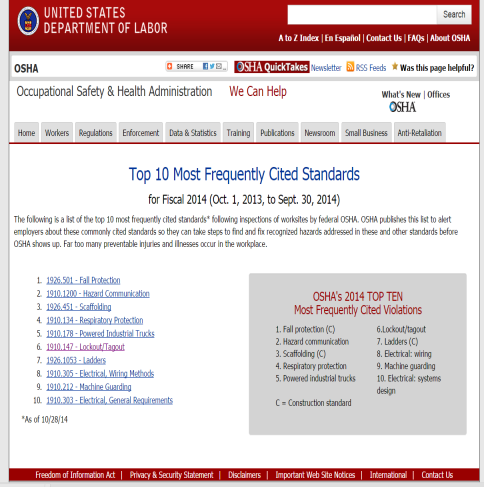 UNITED STATES
DEPARTMENT OF LABOR
Search
A to Z Index | En Español | Contact Us | FAQs | About OSHA
OSHA
SHARE
OSHA QuickTakes Newsletter RSS Feeds Was this page helpful?
Occupational Safety & Health Administration We Can Help
What's New | Offices
OSHA
Home Workers Regulations Enforcement Data & Statistics Training Publications Newsroom Small Business Anti-Retaliation
Top 10 Most Frequently Cited Standards
for Fiscal 2014 (Oct. 1, 2013, to Sept. 30, 2014)
The following is a list of the top 10 most frequently cited standards* following inspections of worksites by federal OSHA. OSHA publishes this list to alert
employers about these commonly cited standards so they can take steps to find and fix recognized hazards addressed in these and other standards before
OSHA shows up. Far too many preventable injuries and illnesses occur in the workplace.
1. 1926.501 - Fall Protection
2. 1910.1200 - Hazard Communication
3. 1926.451 - Scaffolding
4. 1910.134 - Respiratory Protection
5. 1910.178 - Powered Industrial Trucks
6. 1910.147 - Lockout/Tagout
7. 1926.1053 - Ladders
8. 1910.305 - Electrical, Wiring Methods
9. 1910.212 - Machine Guarding
10. 1910.303 - Electrical, General Requirements
*As of 10/28/14
OSHA's 2014 TOP TEN
Most Frequently Cited Violations
1. Fall protection (C)
2. Hazard communication
3. Scaffolding (C)
4. Respiratory protection
5. Powered industrial trucks
6.Lockout/tagout
7. Ladders (C)
8. Electrical: wiring
9. Machine guarding
10. Electrical: systems
design
C = Construction standard
Freedom of Information Act | Privacy & Security Statement | Disclaimers | Important Web Site Notices | International | Contact Us